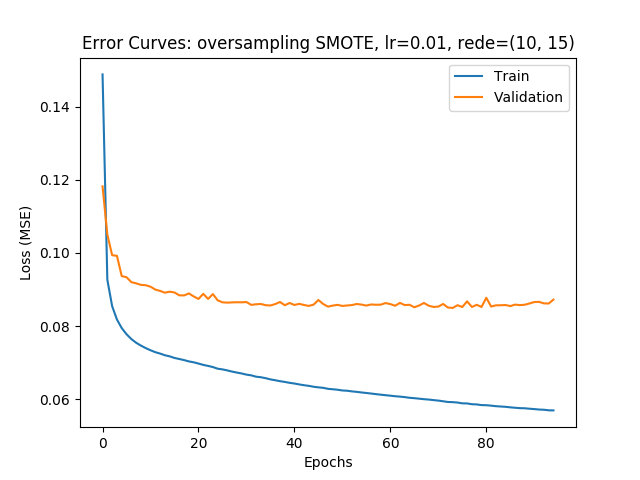 Error Curves: oversampling SMOTE, lr=0.01, rede=(10, 15)
Train
Validation
Loss (MSE)
0.14
0.12
0.10
0.08
0.06
0
20
40
60
80
Epochs